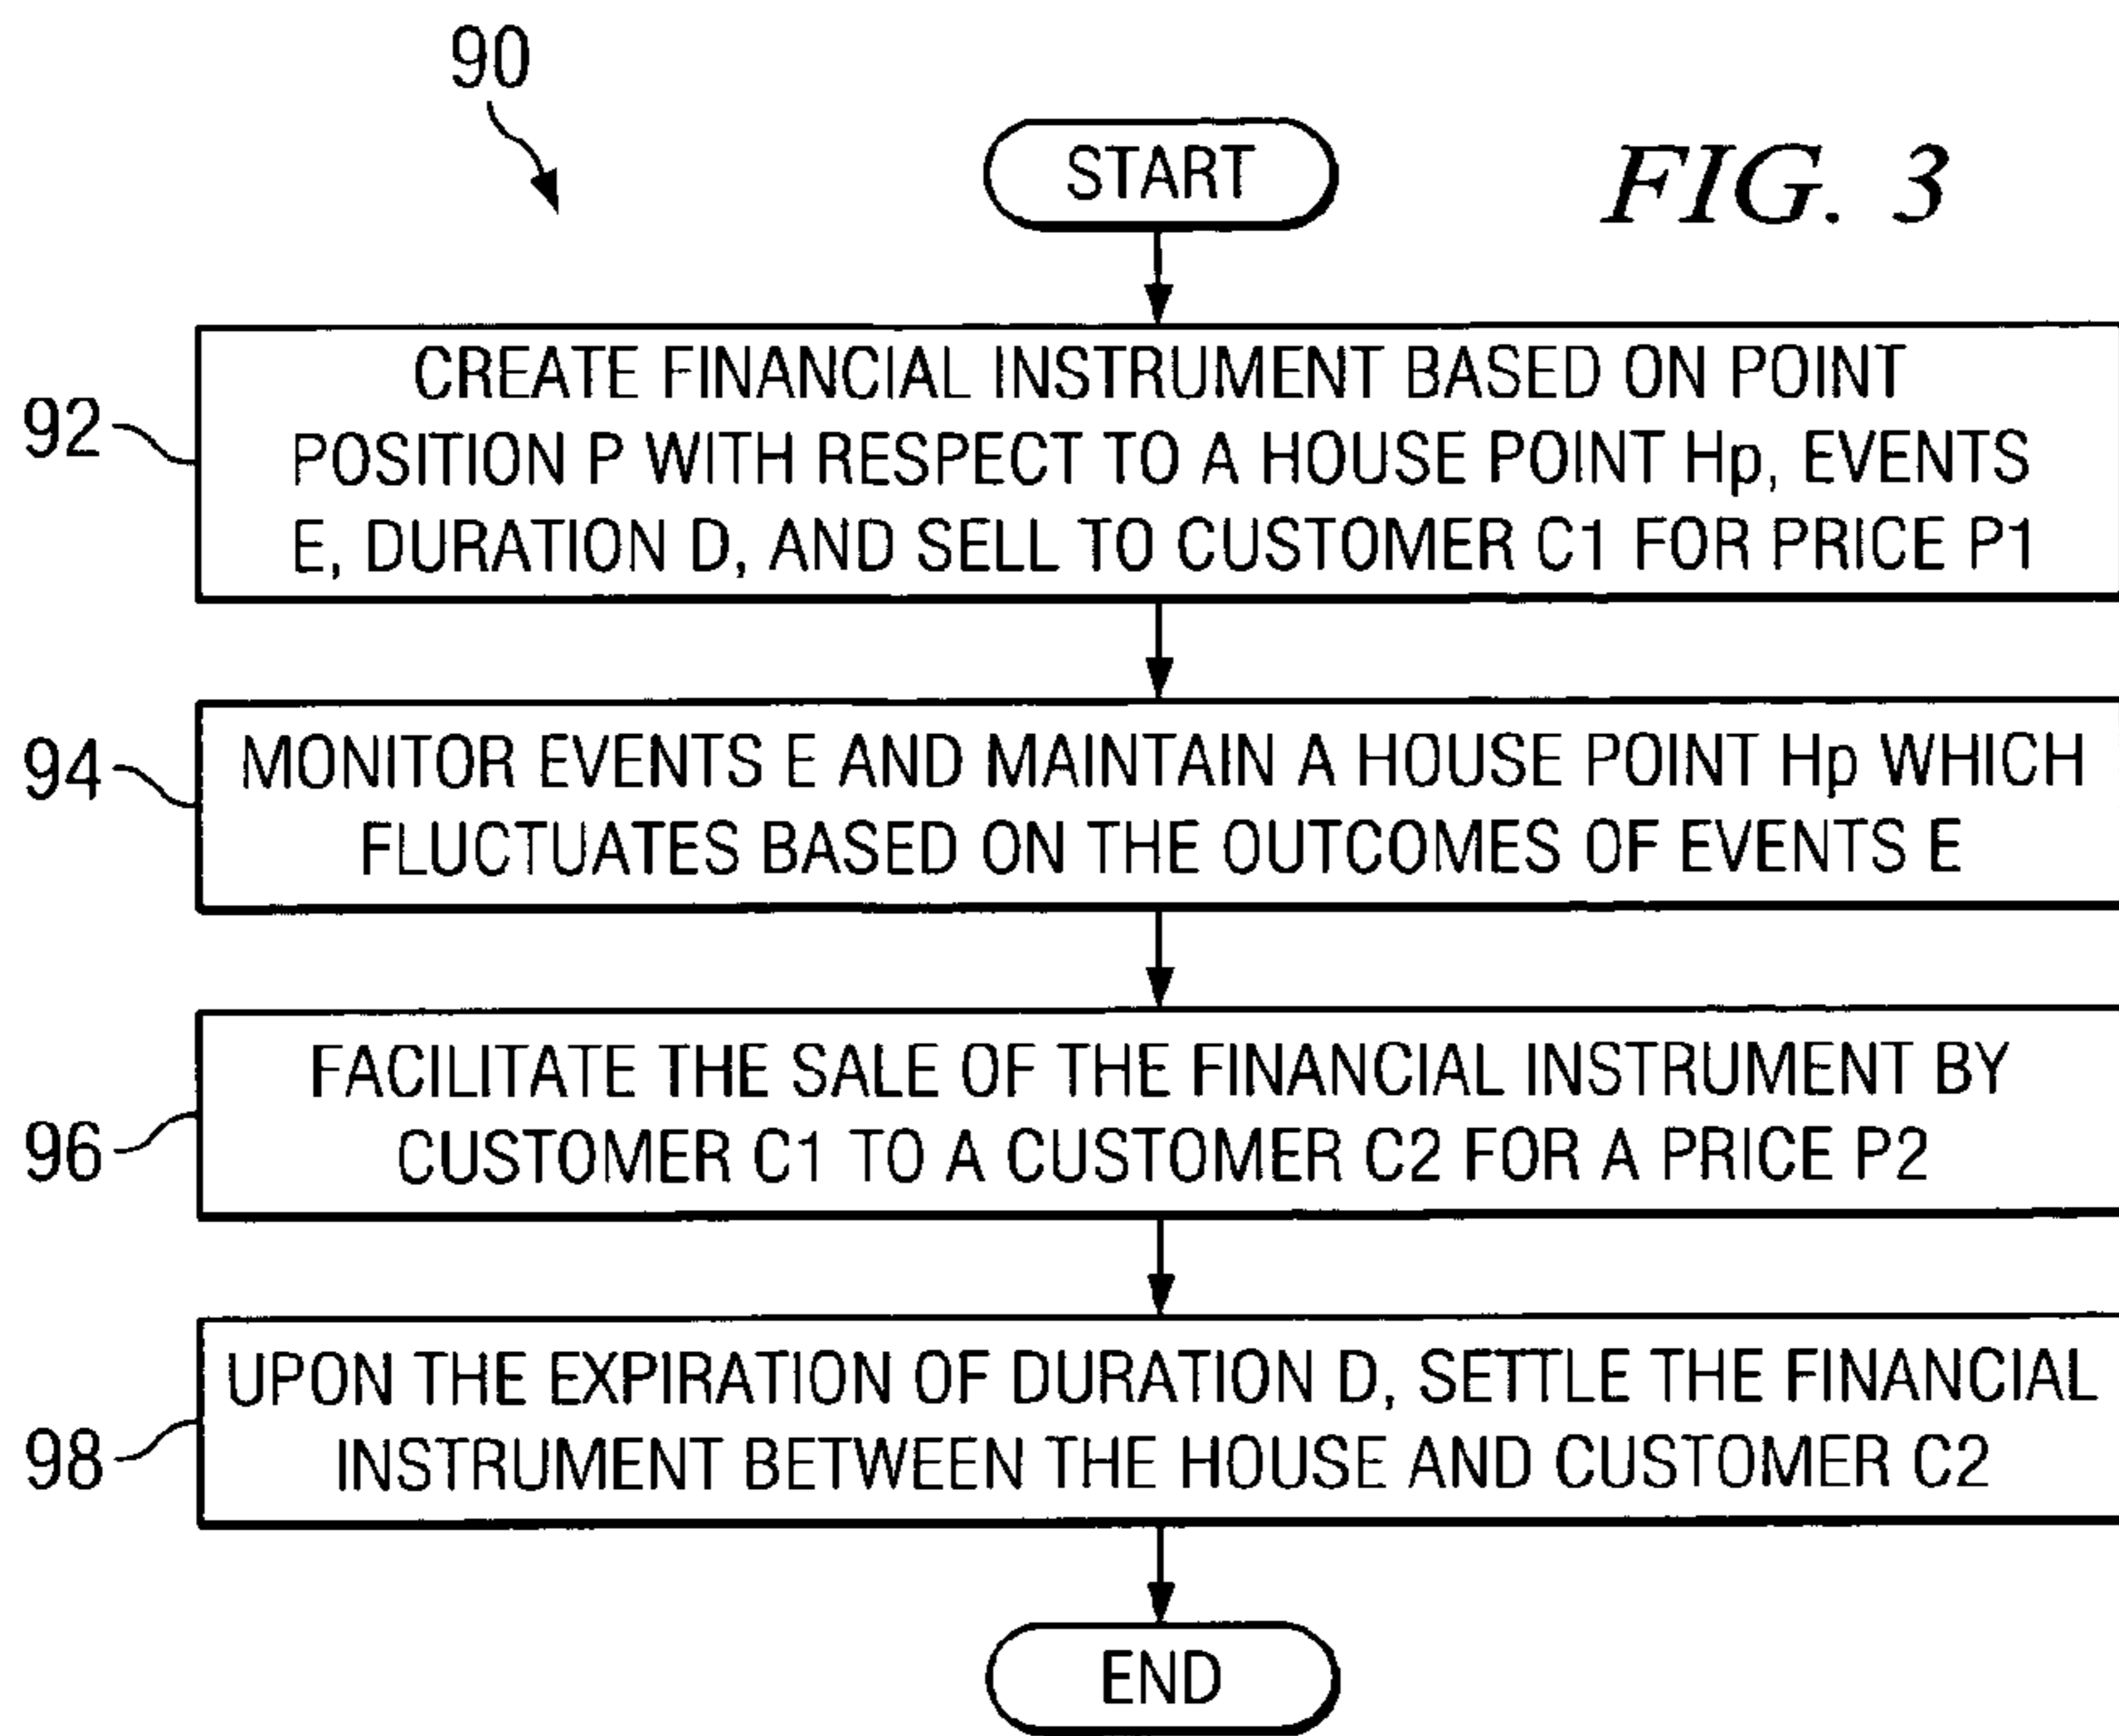 90
START
FIG. 3
92
CREATE FINANCIAL INSTRUMENT BASED ON POINT
POSITION P WITH RESPECT TO A HOUSE POINT Hp, EVENTS
E, DURATION D, AND SELL TO CUSTOMER C1 FOR PRICE P1
94
MONITOR EVENTS E AND MAINTAIN A HOUSE POINT Hp WHICH
FLUCTUATES BASED ON THE OUTCOMES OF EVENTS E
96
FACILITATE THE SALE OF THE FINANCIAL INSTRUMENT BY
CUSTOMER C1 TO A CUSTOMER C2 FOR A PRICE P2
98
UPON THE EXPIRATION OF DURATION D, SETTLE THE FINANCIAL
INSTRUMENT BETWEEN THE HOUSE AND CUSTOMER C2
END